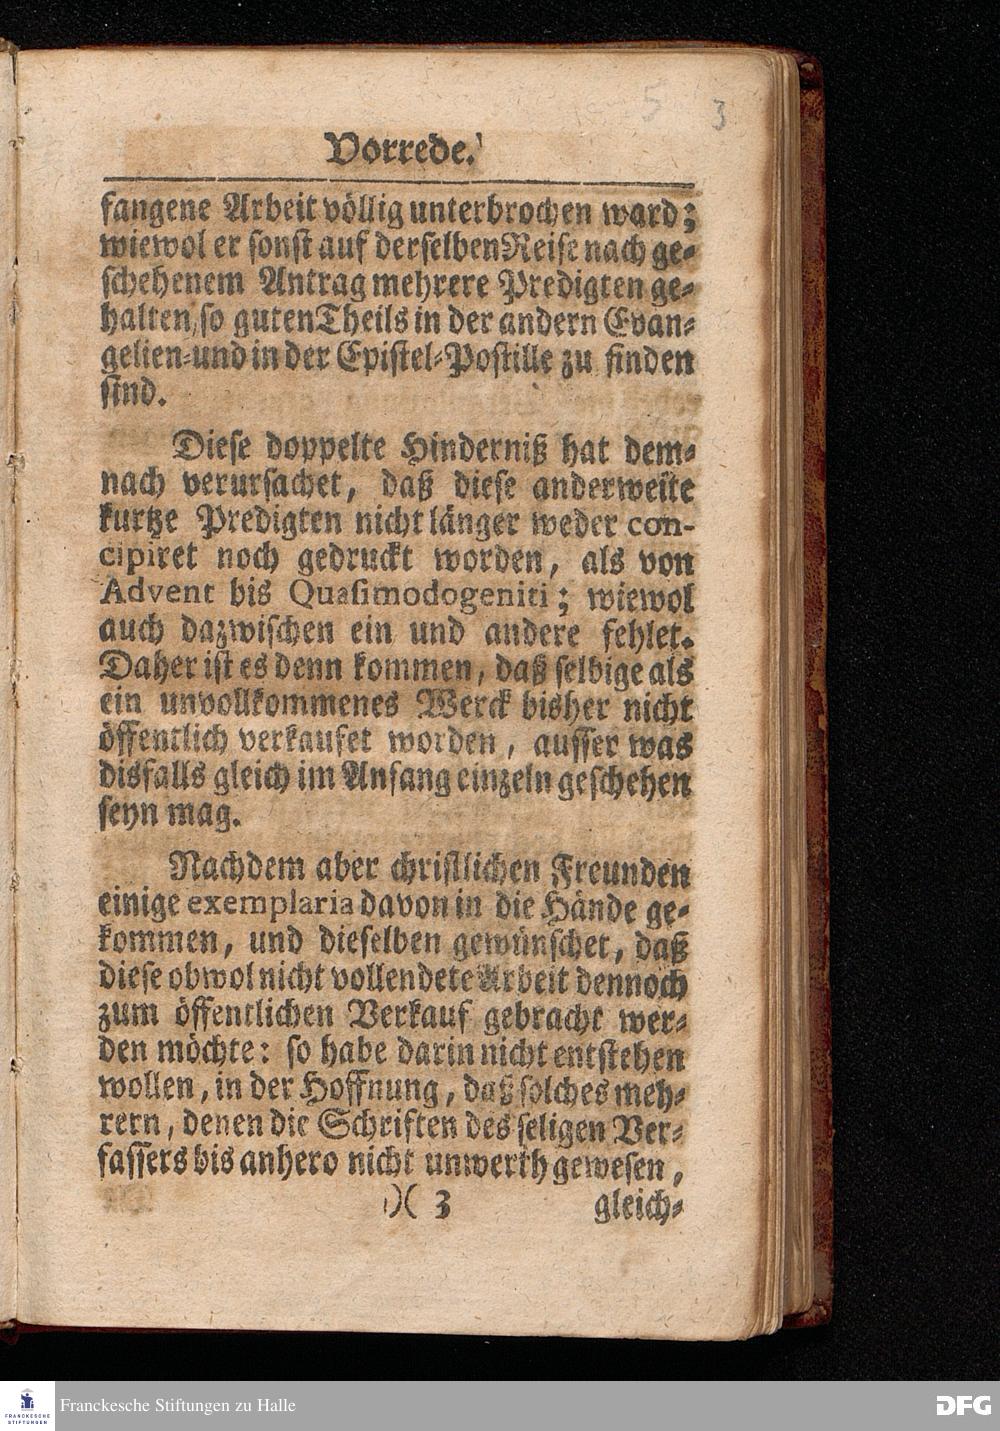 5 3
Vorrede.
fangene Arbeit völlig unterbrochen ward;
wiewol er sonst auf derselben Reise nach ge-
schehenem Antrag mehrere Predigten ge-
halten, so guten Theils in der andern Evan-
gelien- und in der Epistel-Postille zu finden
sind.
Diese doppelte Hinderniß hat dem-
nach verursachet, daß diese anderweite
kurtze Predigten nicht länger weder con-
cipiret noch gedruckt worden, als von
Advent bis Quasimodogeniti; wiewol
auch dazwischen ein und andere fehlet.
Daher ist es denn kommen, daß selbige als
ein unvollkommenes Werck bisher nicht
öffentlich verkaufet worden, ausser was
disfalls gleich im Anfang einzeln geschehen
seyn mag.
Nachdem aber christlichen Freunden
einige exemplaria davon in die Hände ge-
kommen, und dieselben gewünschet, daß
diese obwol nicht vollendete Arbeit dennoch
zum öffentlichen Verkauf gebracht wer-
den möchte: so habe darin nicht entstehen
wollen, in der Hoffnung, daß solches meh-
rern, denen die Schriften des seligen Ver-
fassers bis anhero nicht unwerth gewesen,
)( 3 gleich-
FRANCKESCHE STIFTUNGEN
Franckesche Stiftungen zu Halle
DFG